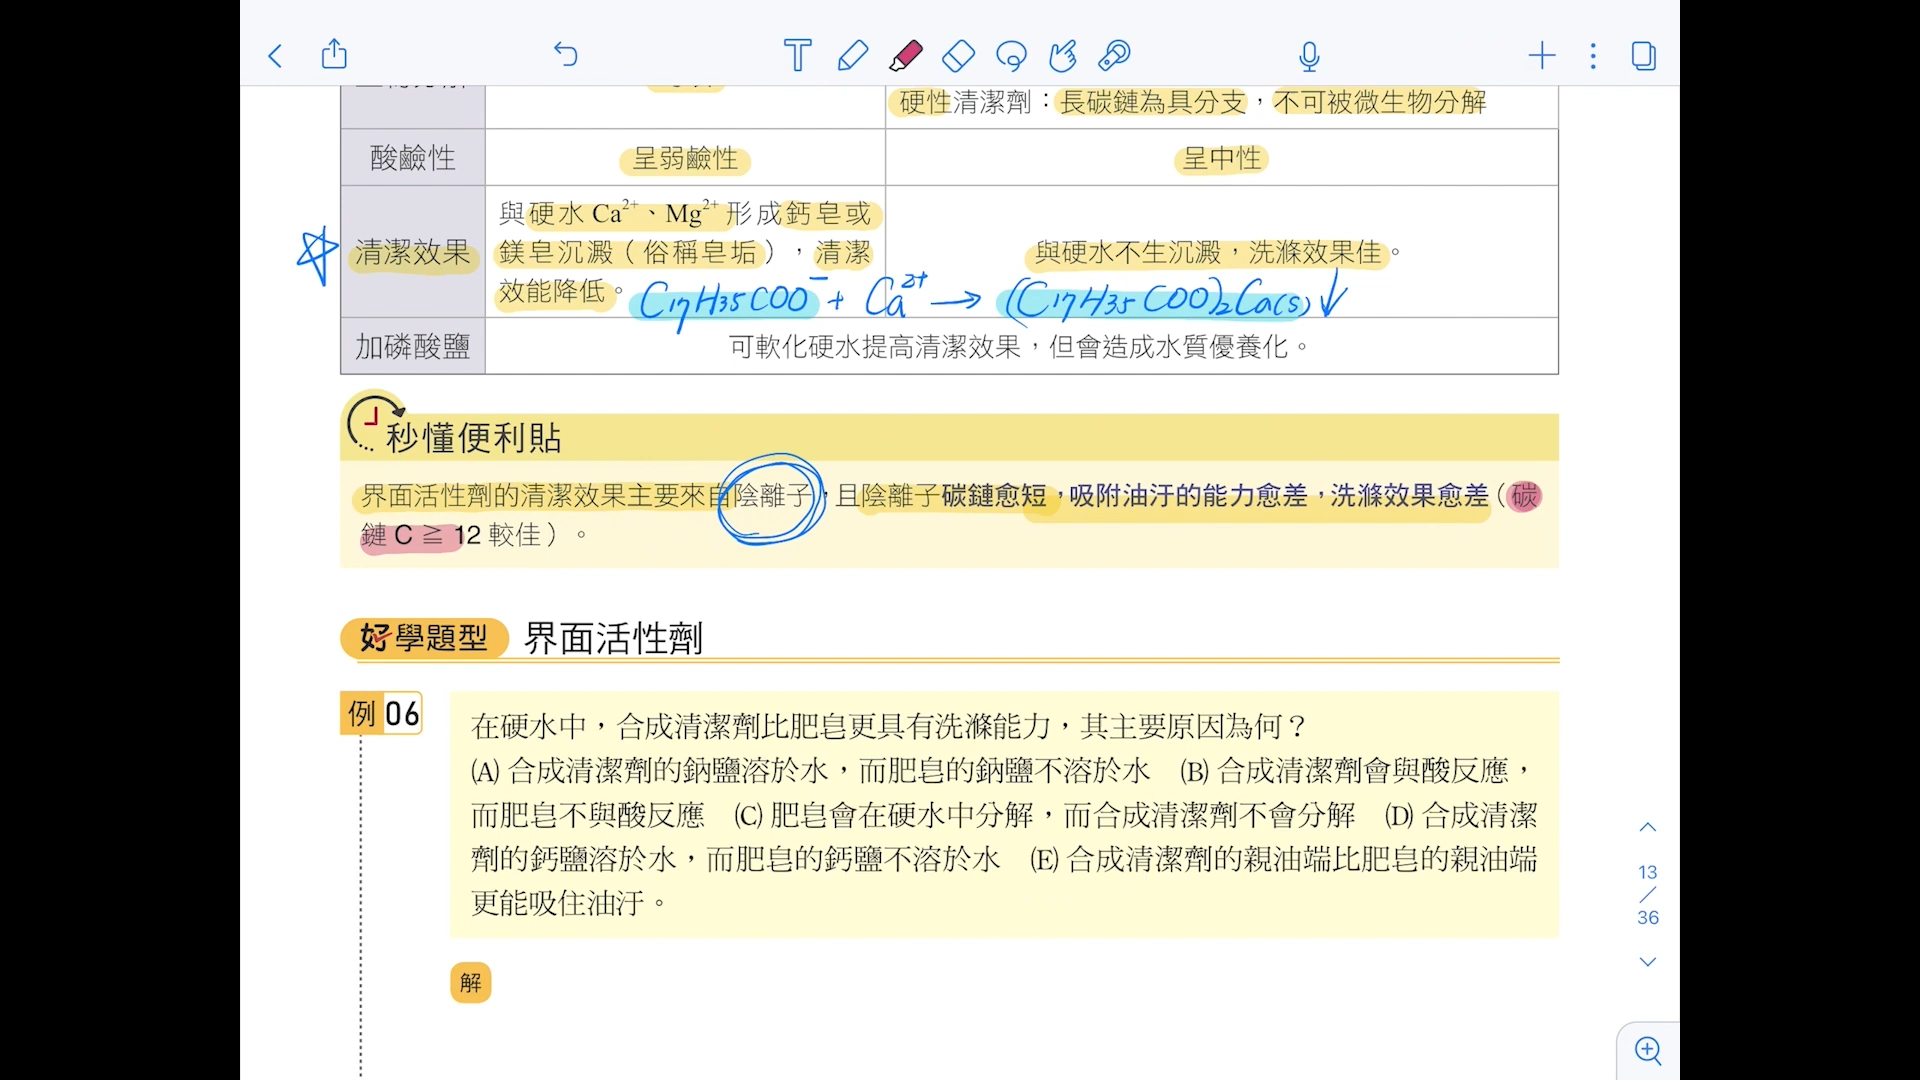 硬性清潔劑：長碳鏈為具分支，不可被微生物分解
酸鹼性 呈弱鹼性 呈中性
清潔效果
與硬水 Ca2+、Mg2+ 形成鈣皂或
鎂皂沉澱（俗稱皂垢），清潔
效能降低。
與硬水不生沉澱，洗滌效果佳。
C17H35COO− + Ca2+ → (C17H35COO)2Ca(s)↓
加磷酸鹽 可軟化硬水提高清潔效果，但會造成水質優養化。
秒懂便利貼
界面活性劑的清潔效果主要來自陰離子，且陰離子碳鏈愈短，吸附油汙的能力愈差，洗滌效果愈差（碳
鏈 C ≧ 12 較佳）。
好學題型 界面活性劑
例 06
在硬水中，合成清潔劑比肥皂更具有洗滌能力，其主要原因為何？
(A) 合成清潔劑的鈉鹽溶於水，而肥皂的鈉鹽不溶於水 (B) 合成清潔劑會與酸反應，
而肥皂不與酸反應 (C) 肥皂會在硬水中分解，而合成清潔劑不會分解 (D) 合成清潔
劑的鈣鹽溶於水，而肥皂的鈣鹽不溶於水 (E) 合成清潔劑的親油端比肥皂的親油端
更能吸住油汙。
解
13
/
36